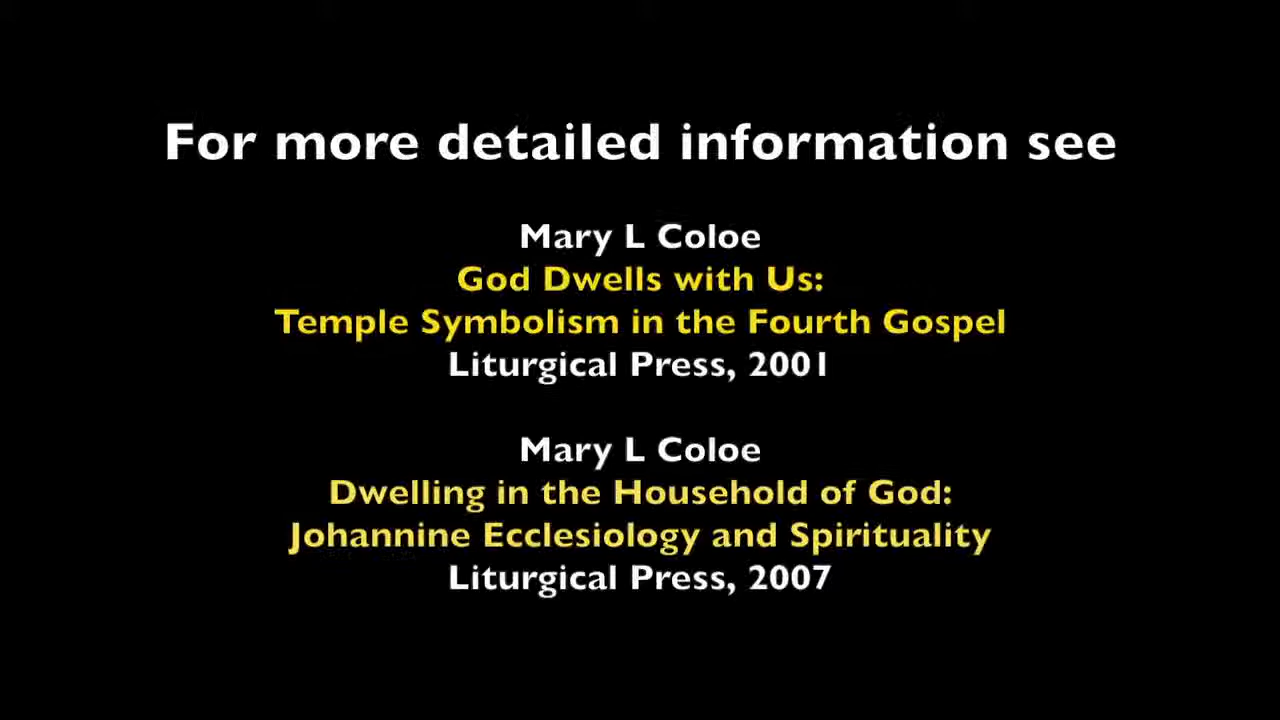 For more detailed information see
Mary L Coloe
God Dwells with Us:
Temple Symbolism in the Fourth Gospel
Liturgical Press, 2001
Mary L Coloe
Dwelling in the Household of God:
Johannine Ecclesiology and Spirituality
Liturgical Press, 2007